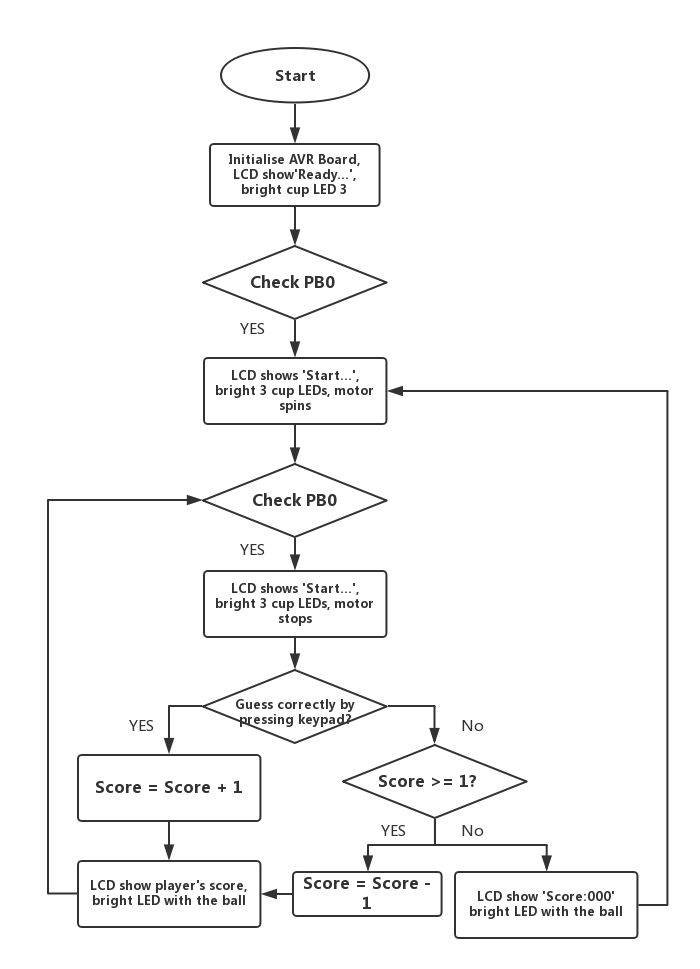 Start
Initialise AVR Board,
LCD show'Ready...',
bright cup LED 3
Check PB0
YES
LCD shows 'Start...',
bright 3 cup LEDs, motor
spins
Check PB0
YES
LCD shows 'Start...',
bright 3 cup LEDs, motor
stops
Guess correctly by
pressing keypad?
YES
No
Score = Score + 1
Score >= 1?
YES
No
LCD show player's score,
bright LED with the ball
Score = Score -
1
LCD show 'Score:000'
bright LED with the ball